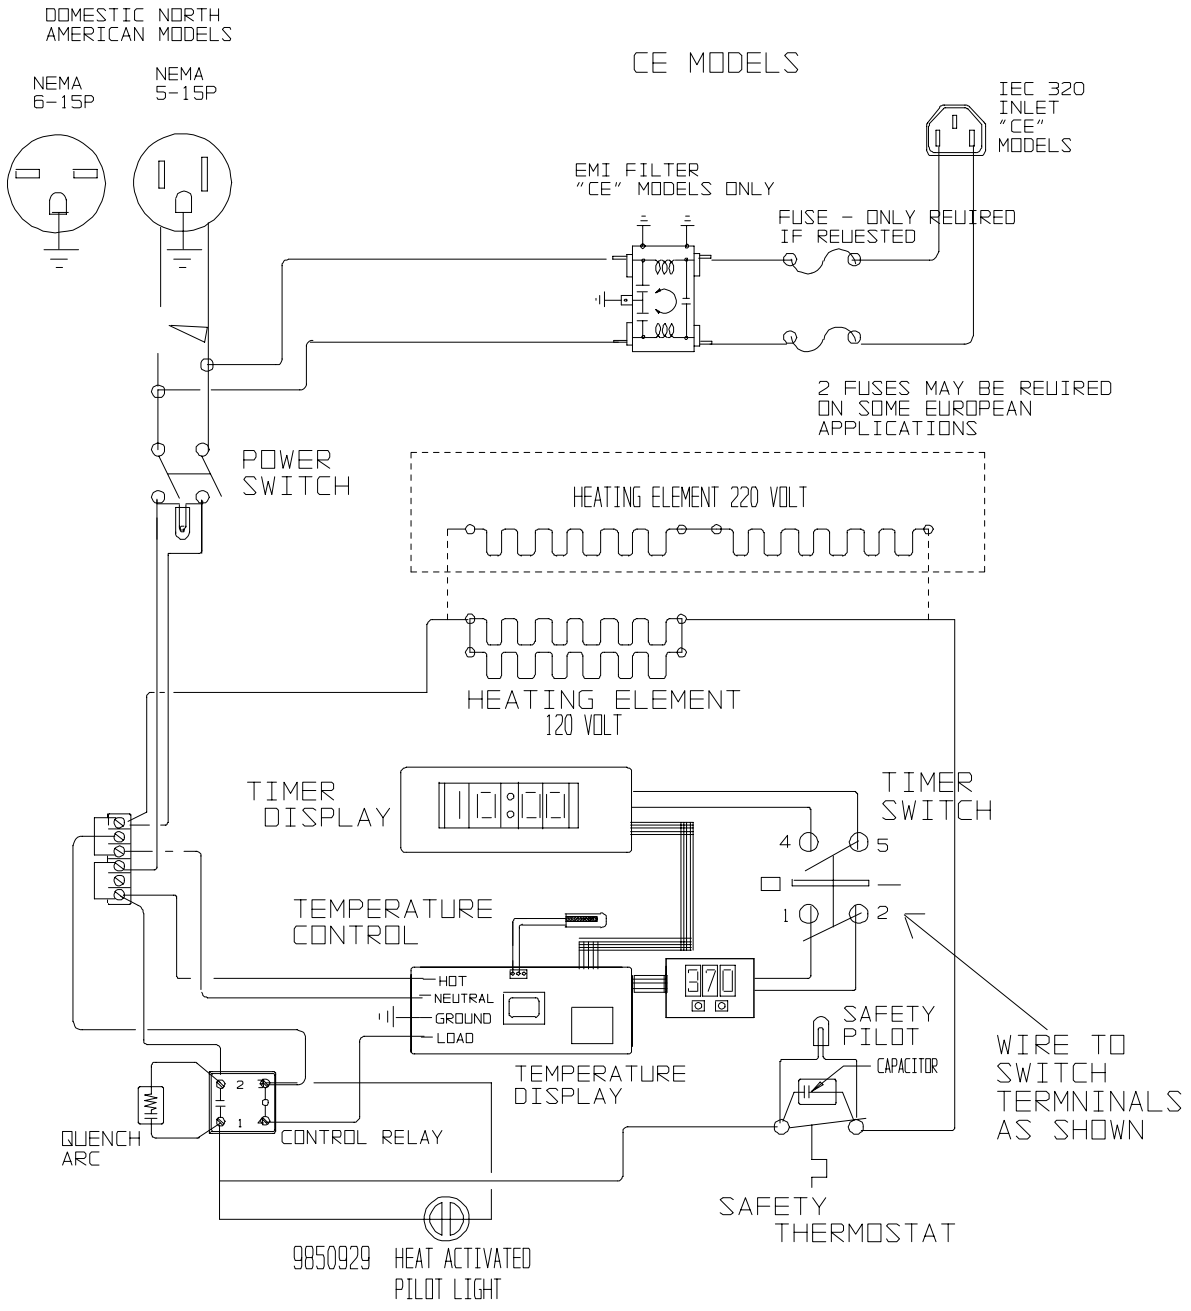 DOMESTIC NORTH
AMERICAN MODELS
NEMA
6-15P
NEMA
5-15P
CE MODELS
IEC 320
INLET
"CE"
MODELS
EMI FILTER
"CE" MODELS ONLY
FUSE - ONLY REUIRED
IF REUESTED
2 FUSES MAY BE REUIRED
ON SOME EUROPEAN
APPLICATIONS
POWER
SWITCH
HEATING ELEMENT 220 VOLT
HEATING ELEMENT
120 VOLT
TIMER
DISPLAY
10:00
TIMER
SWITCH
4
5
1
2
TEMPERATURE
CONTROL
HOT
NEUTRAL
GROUND
LOAD
370
TEMPERATURE
DISPLAY
SAFETY
PILOT
CAPACITOR
WIRE TO
SWITCH
TERMNINALS
AS SHOWN
2 3
1 4
QUENCH
ARC
CONTROL RELAY
SAFETY
THERMOSTAT
9850929 HEAT ACTIVATED
PILOT LIGHT